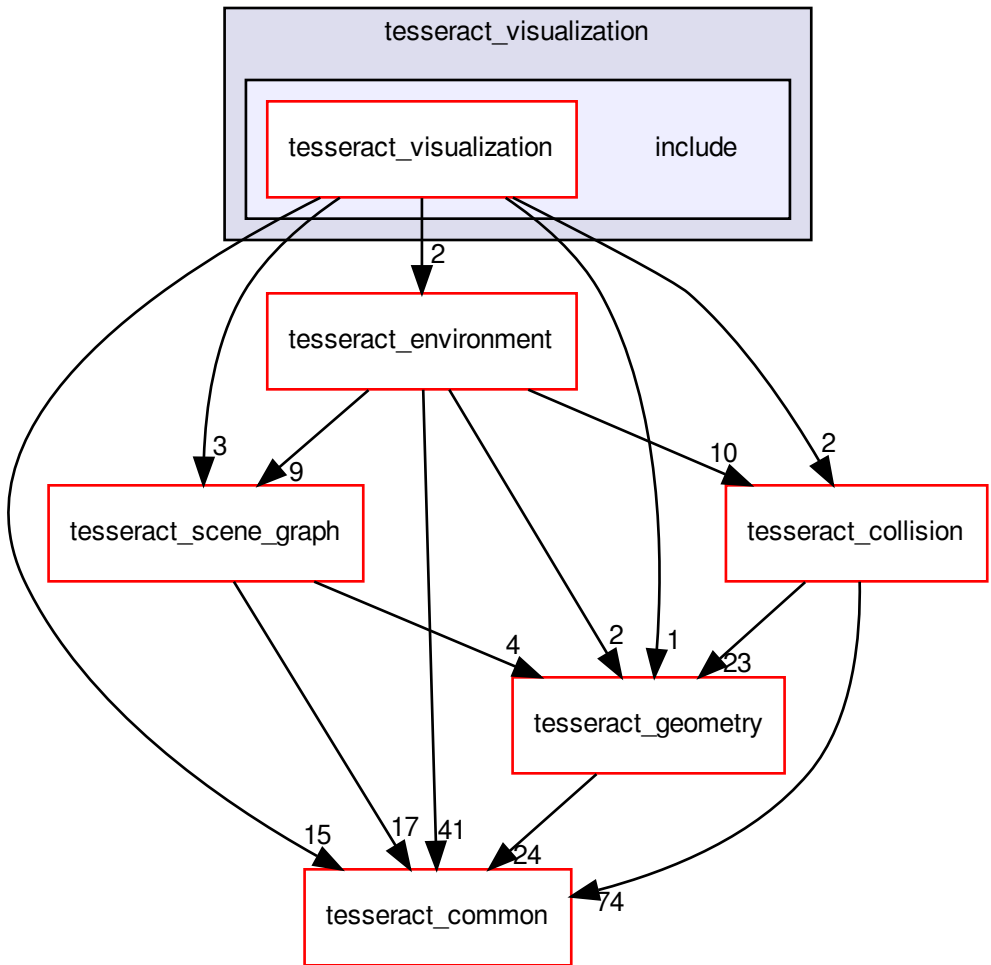 tesseract_visualization
tesseract_visualization
include
2
tesseract_environment
3
9
10
2
tesseract_scene_graph
tesseract_collision
4
2
1
23
tesseract_geometry
15
17
41
24
74
tesseract_common